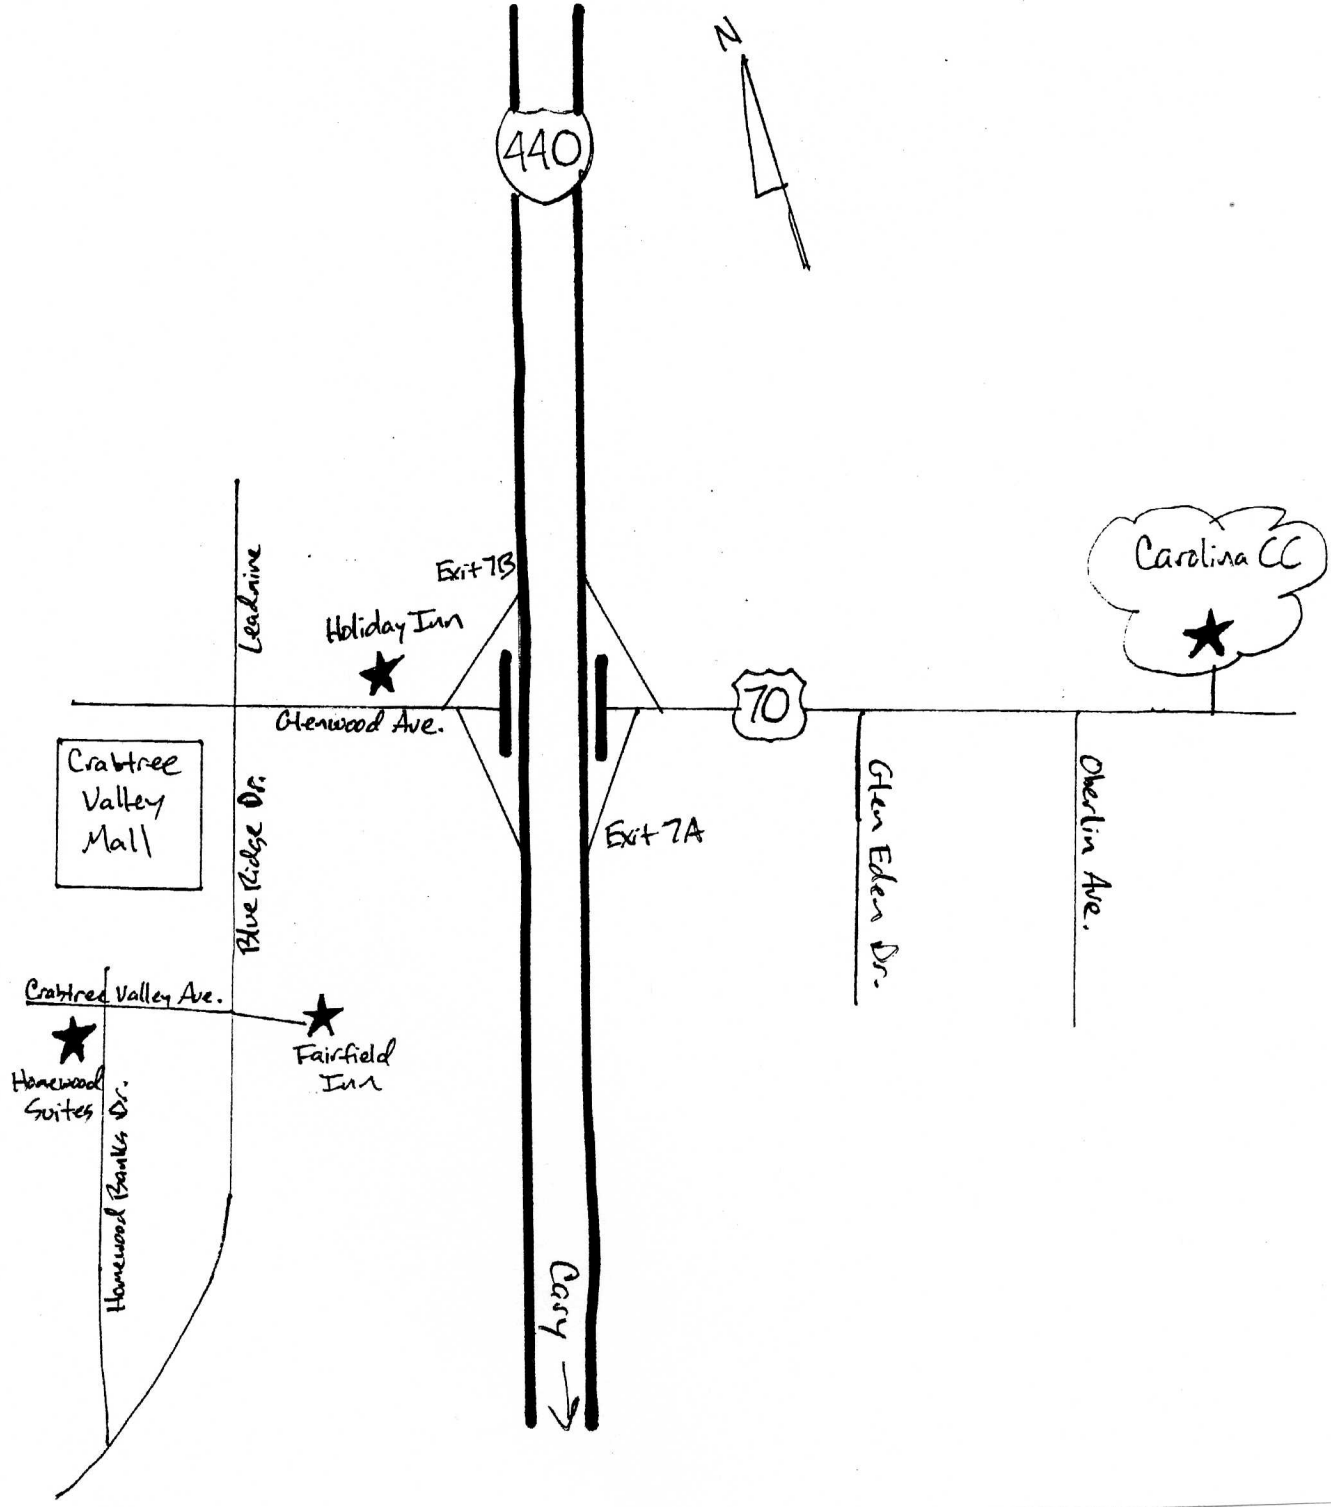 N
440
Carolina CC
Leadmine
Exit 7B
Holiday Inn
Glenwood Ave.
70
Crabtree
Valley
Mall
Blue Ridge Dr.
Exit 7A
Glen Eden Dr.
Oberlin Ave.
Crabtree Valley Ave.
Homewood
Suites
Fairfield
Inn
Homewood Banks Dr.
Cary